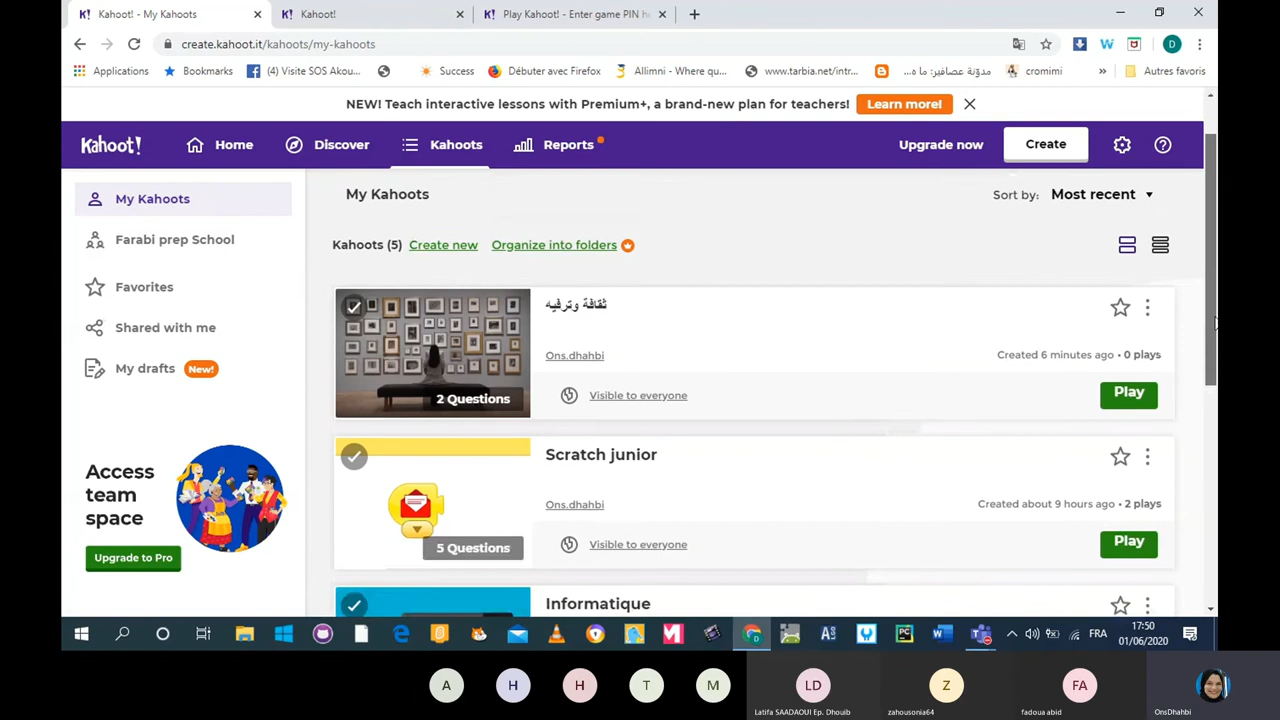 Kahoot! - My Kahoots
Kahoot!
Play Kahoot! - Enter game PIN he
create.kahoot.it/kahoots/my-kahoots
Applications
Bookmarks
(4) Visite SOS Akou...
Success
Débuter avec Firefox
Allimni - Where qu...
www.tarbia.net/intr...
مدوّنة عصافير: ما ه...
cromimi
Autres favoris
NEW! Teach interactive lessons with Premium+, a brand-new plan for teachers!
Learn more!
Kahoot!
Home
Discover
Kahoots
Reports
Upgrade now
Create
My Kahoots
Farabi prep School
Favorites
Shared with me
My drafts
New!
Access team space
Upgrade to Pro
My Kahoots
Sort by: Most recent
Kahoots (5) Create new Organize into folders
ثقافة وترفيه
Ons.dhahbi
Created 6 minutes ago • 0 plays
2 Questions
Visible to everyone
Play
Scratch junior
Ons.dhahbi
Created about 9 hours ago • 2 plays
5 Questions
Visible to everyone
Play
Informatique
FRA
17:50
01/06/2020
A
H
H
T
M
LD
Z
FA
Latifa SAADAOUI Ep. Dhouib
zahousonia64
fadoua abid
OnsDhahbi